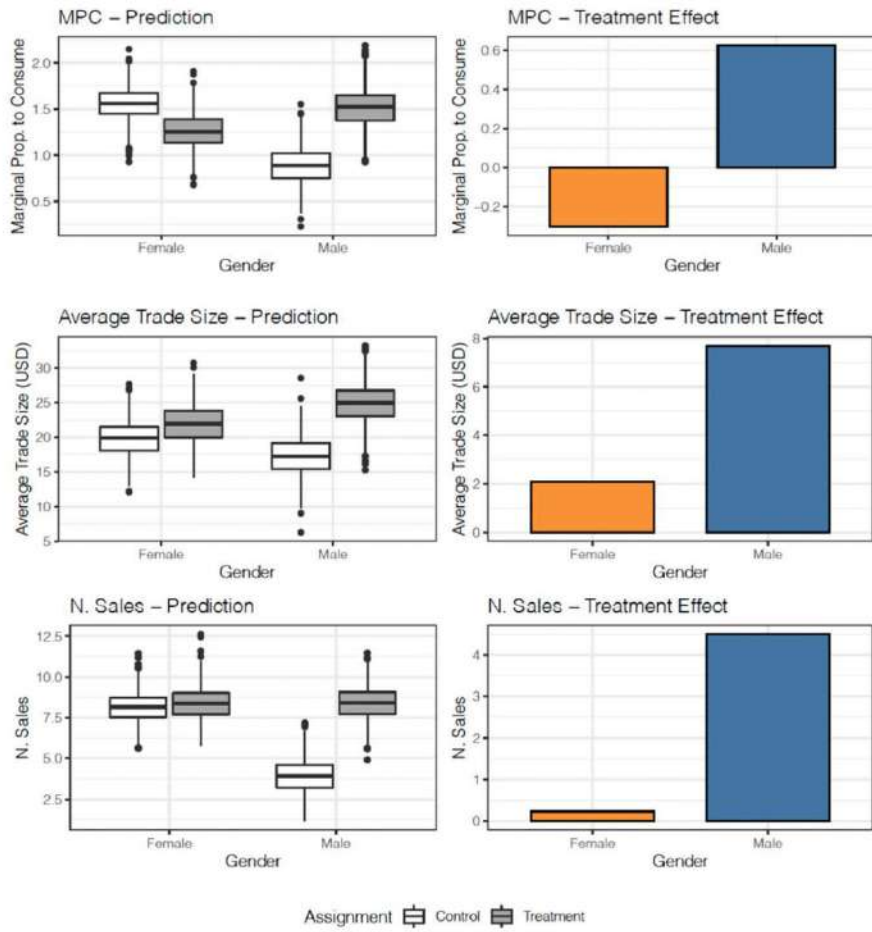 MPC – Prediction
Marginal Prop. to Consume
2.0
1.5
1.0
0.5
Female
Male
Gender
MPC – Treatment Effect
Marginal Prop. to Consume
0.6
0.4
0.2
0.0
-0.2
Female
Male
Gender
Average Trade Size – Prediction
Average Trade Size (USD)
30
25
20
15
10
5
Female
Male
Gender
Average Trade Size – Treatment Effect
Average Trade Size (USD)
8
6
4
2
0
Female
Male
Gender
N. Sales – Prediction
N. Sales
12.5
10.0
7.5
5.0
2.5
Female
Male
Gender
N. Sales – Treatment Effect
N. Sales
4
3
2
1
0
Female
Male
Gender
Assignment Control Treatment